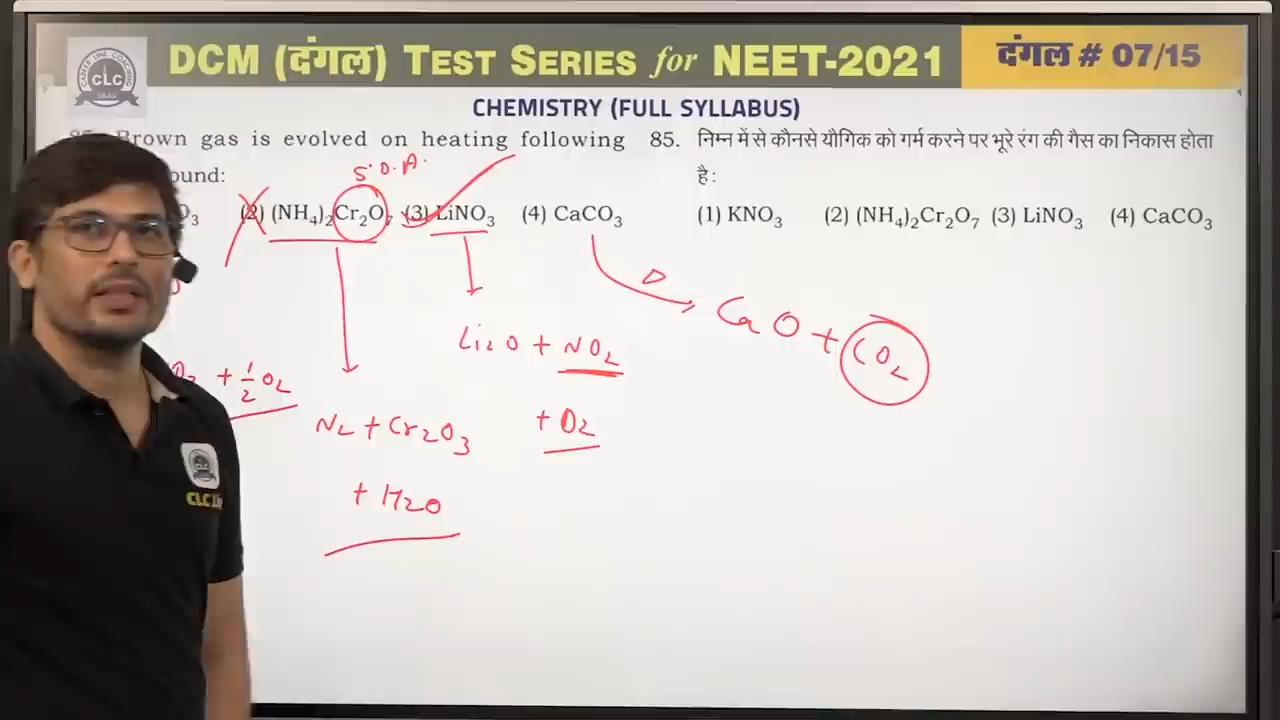 DCM (दंगल) TEST SERIES for NEET-2021
दंगल # 07/15
CLC
CHEMISTRY (FULL SYLLABUS)
Brown gas is evolved on heating following
ound:
S.O.A.
O3 (2) (NH4)2Cr2O7 (3) LiNO3 (4) CaCO3
85. निम्न में से कौनसे यौगिक को गर्म करने पर भूरे रंग की गैस का निकास होता
है :
(1) KNO3 (2) (NH4)2Cr2O7 (3) LiNO3 (4) CaCO3
Δ
CaO + CO2
Li2O + NO2
+ O2
+ 1/2 O2
N2 + Cr2O3
+ H2O
CLC